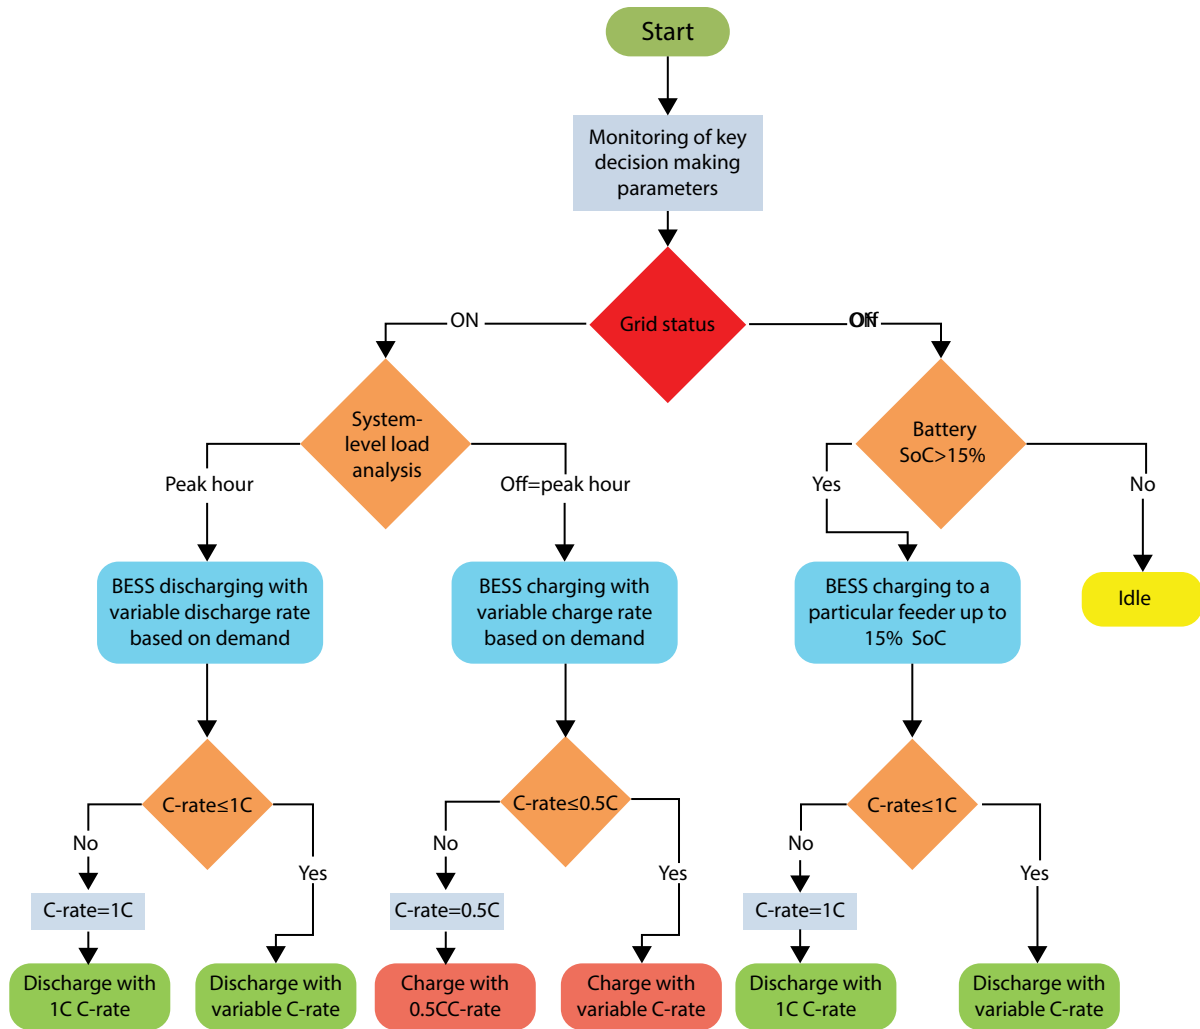 Start
Monitoring of key
decision making
parameters
Grid status
ON
Off
System-
level load
analysis
Battery
SoC>15%
Peak hour
Off=peak hour
Yes
No
BESS discharging with
variable discharge rate
based on demand
BESS charging with
variable charge rate
based on demand
BESS charging to a
particular feeder up to
15% SoC
Idle
C-rate≤1C
C-rate≤0.5C
C-rate≤1C
No
Yes
No
Yes
No
Yes
C-rate=1C
C-rate=0.5C
C-rate=1C
Discharge with
1C C-rate
Discharge with
variable C-rate
Charge with
0.5CC-rate
Charge with
variable C-rate
Discharge with
1C C-rate
Discharge with
variable C-rate